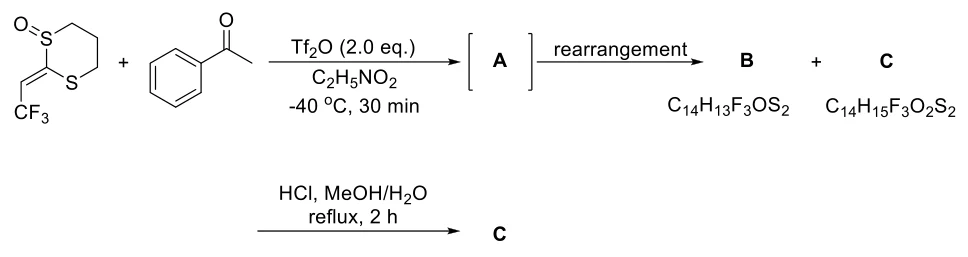 O
S
S
CF₃
+
O
Tf₂O (2.0 eq.)
C₂H₅NO₂
-40 °C, 30 min
A
rearrangement
B + C
C₁₄H₁₃F₃OS₂ C₁₄H₁₅F₃O₂S₂
HCl, MeOH/H₂O
reflux, 2 h
C